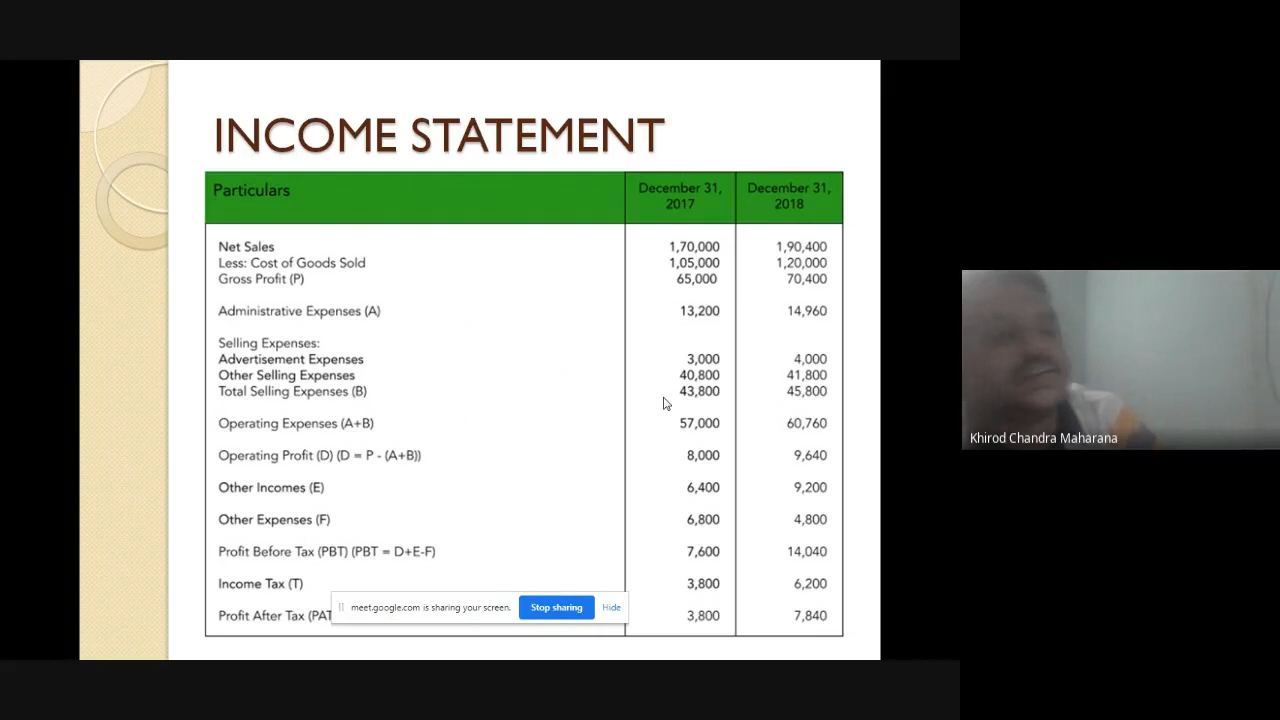 INCOME STATEMENT
Particulars December 31, 2017 December 31, 2018
Net Sales 1,70,000 1,90,400
Less: Cost of Goods Sold 1,05,000 1,20,000
Gross Profit (P) 65,000 70,400
Administrative Expenses (A) 13,200 14,960
Selling Expenses:
Advertisement Expenses 3,000 4,000
Other Selling Expenses 40,800 41,800
Total Selling Expenses (B) 43,800 45,800
Operating Expenses (A+B) 57,000 60,760
Operating Profit (D) (D = P - (A+B)) 8,000 9,640
Other Incomes (E) 6,400 9,200
Other Expenses (F) 6,800 4,800
Profit Before Tax (PBT) (PBT = D+E-F) 7,600 14,040
Income Tax (T) 3,800 6,200
Profit After Tax (PAT 3,800 7,840
meet.google.com is sharing your screen. Stop sharing Hide
Khirod Chandra Maharana